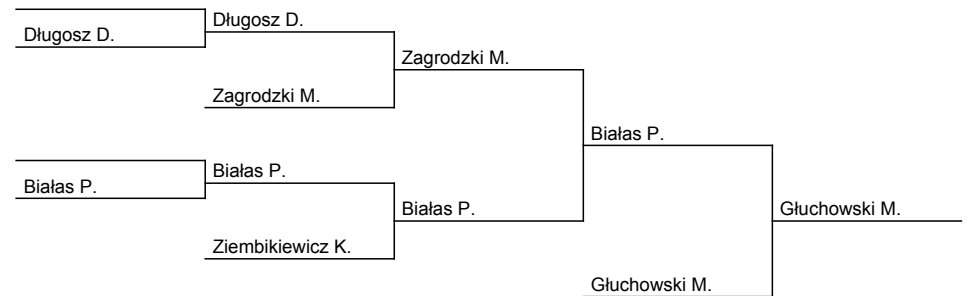 Długosz D.
Długosz D.
Zagrodzki M.
Zagrodzki M.
Białas P.
Białas P.
Białas P.
Białas P.
Głuchowski M.
Ziembikiewicz K.
Głuchowski M.